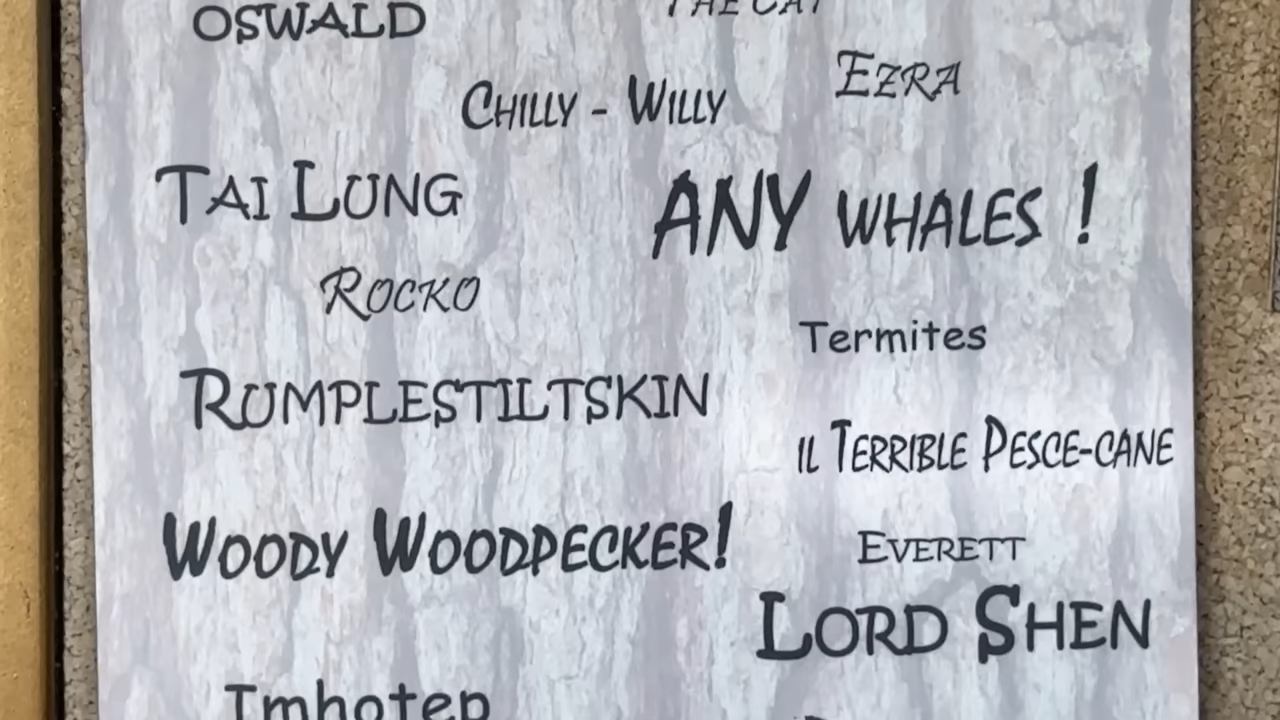 OSWALD
THE CAT
EZRA
CHILLY - WILLY
TAI LUNG
ANY WHALES !
ROCKO
Termites
RUMPLESTILTSKIN
IL TERRIBLE PESCE-CANE
WOODY WOODPECKER!
EVERETT
LORD SHEN
Imhotep